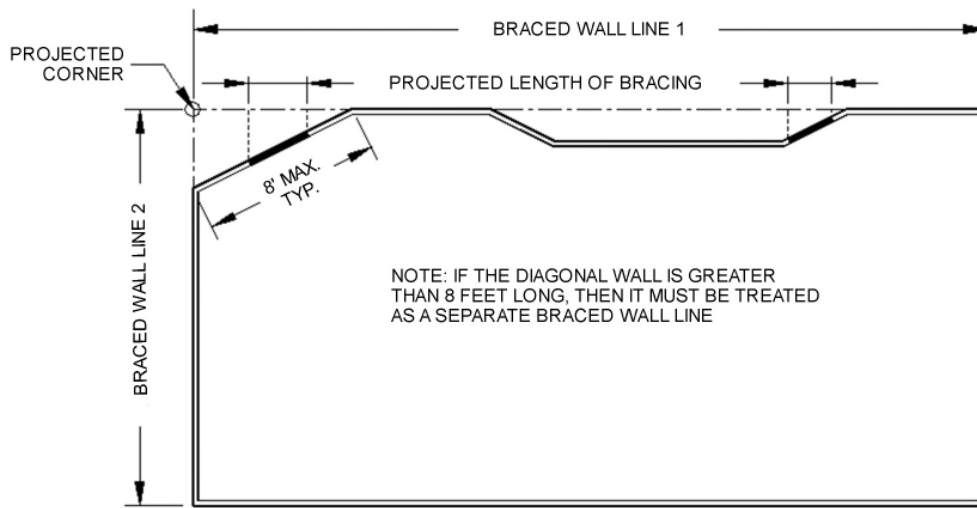 BRACED WALL LINE 1
PROJECTED
CORNER
PROJECTED LENGTH OF BRACING
8' MAX.
TYP.
BRACED WALL LINE 2
NOTE: IF THE DIAGONAL WALL IS GREATER
THAN 8 FEET LONG, THEN IT MUST BE TREATED
AS A SEPARATE BRACED WALL LINE